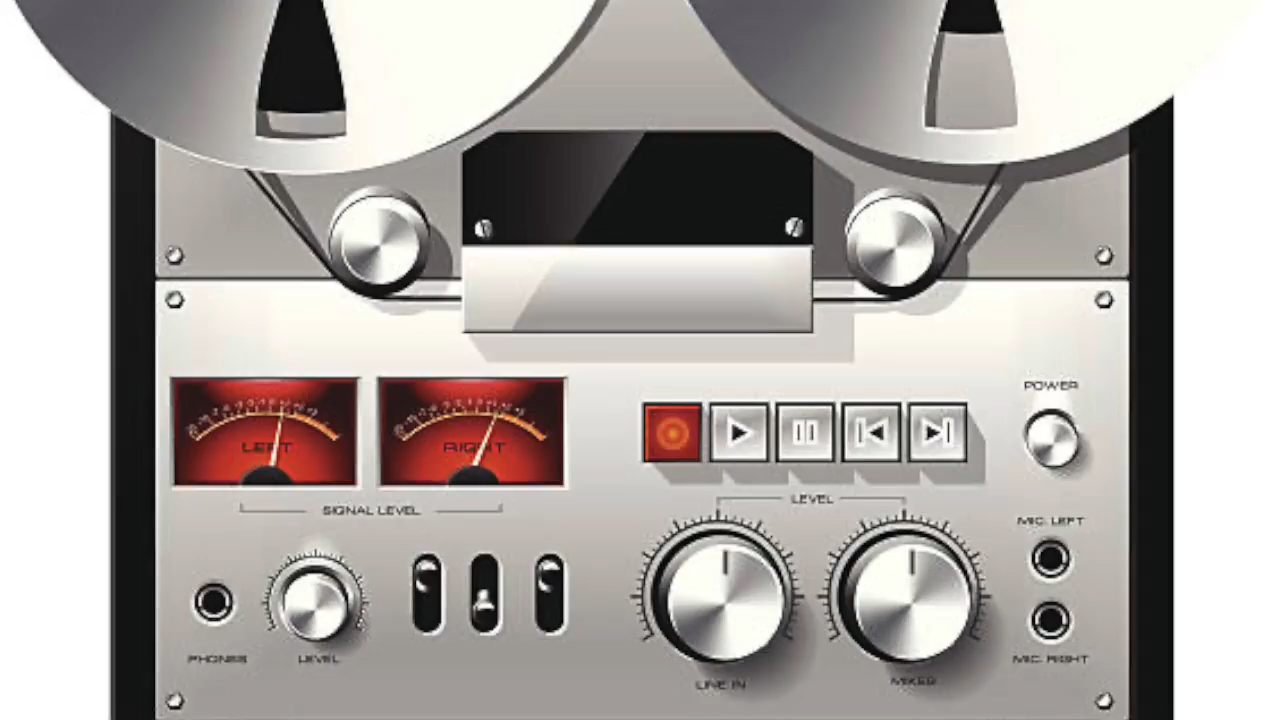 POWER
LEFT
RIGHT
SIGNAL LEVEL
LEVEL
MIC. LEFT
PHONES
LEVEL
LINE IN
MIXER
MIC. RIGHT